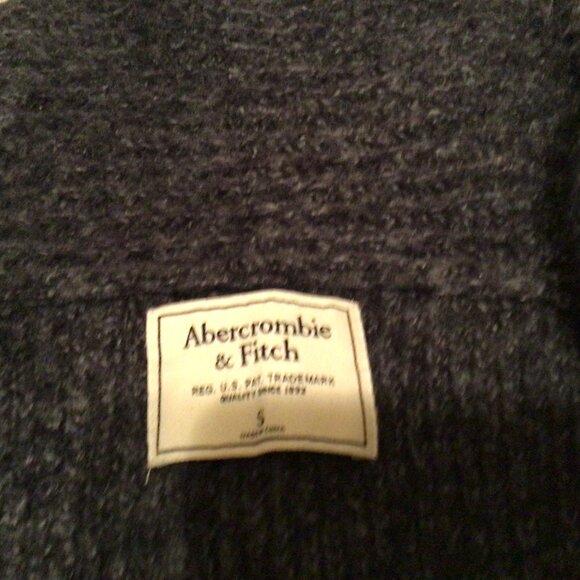 Abercrombie
& Fitch
REG. U.S. PAT. TRADEMARK
QUALITY SINCE 1892
S